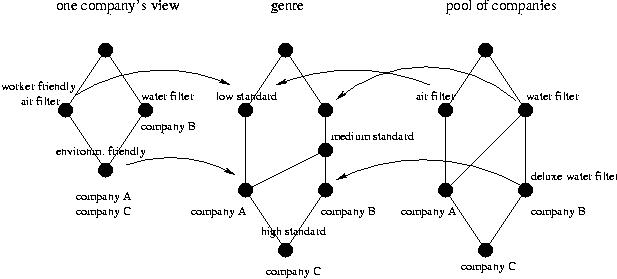 one company's view
genre
pool of companies
worker friendly
air filter
water filter
company B
environm. friendly
company A
company C
low standard
medium standard
company A
company B
high standard
company C
air filter
water filter
deluxe water filter
company A
company B
company C